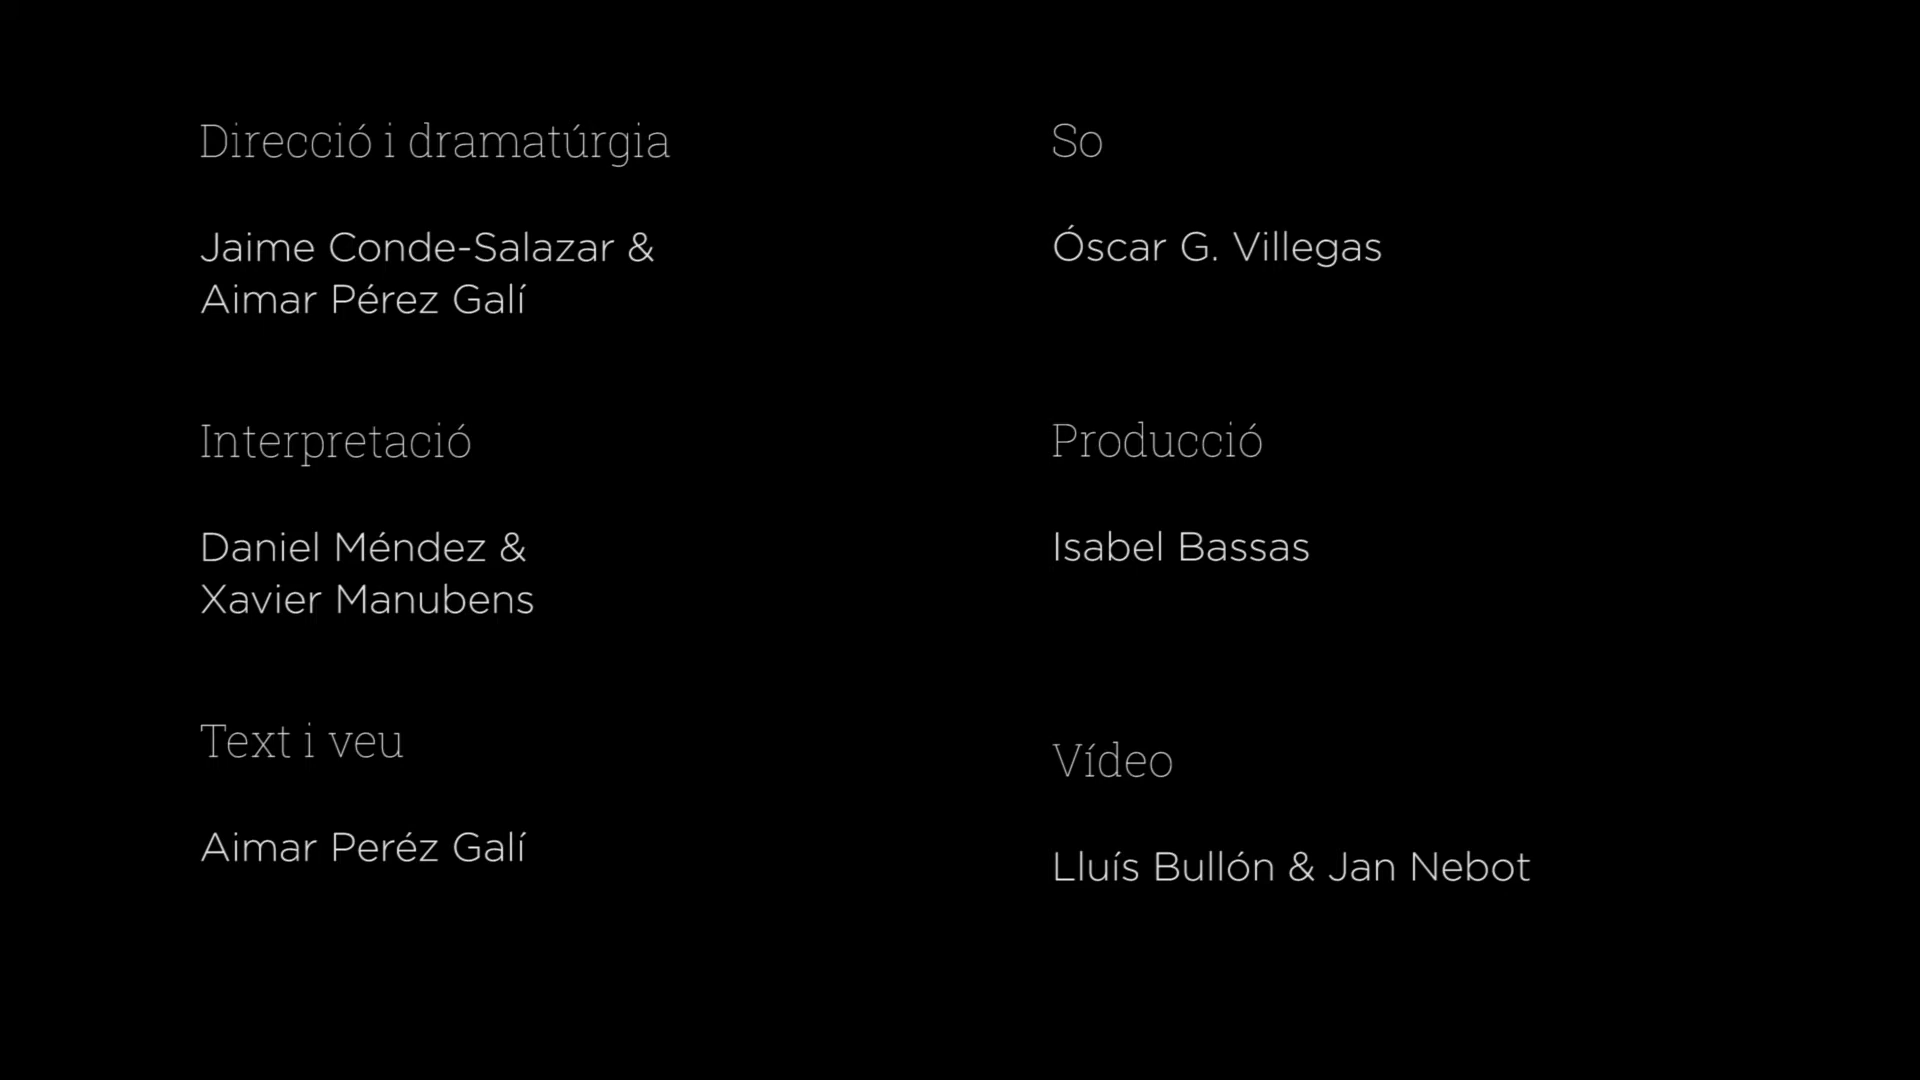 Direcció i dramatúrgia
Jaime Conde-Salazar &
Aimar Pérez Galí
Interpretació
Daniel Méndez &
Xavier Manubens
Text i veu
Aimar Peréz Galí
So
Óscar G. Villegas
Producció
Isabel Bassas
Vídeo
Lluís Bullón & Jan Nebot